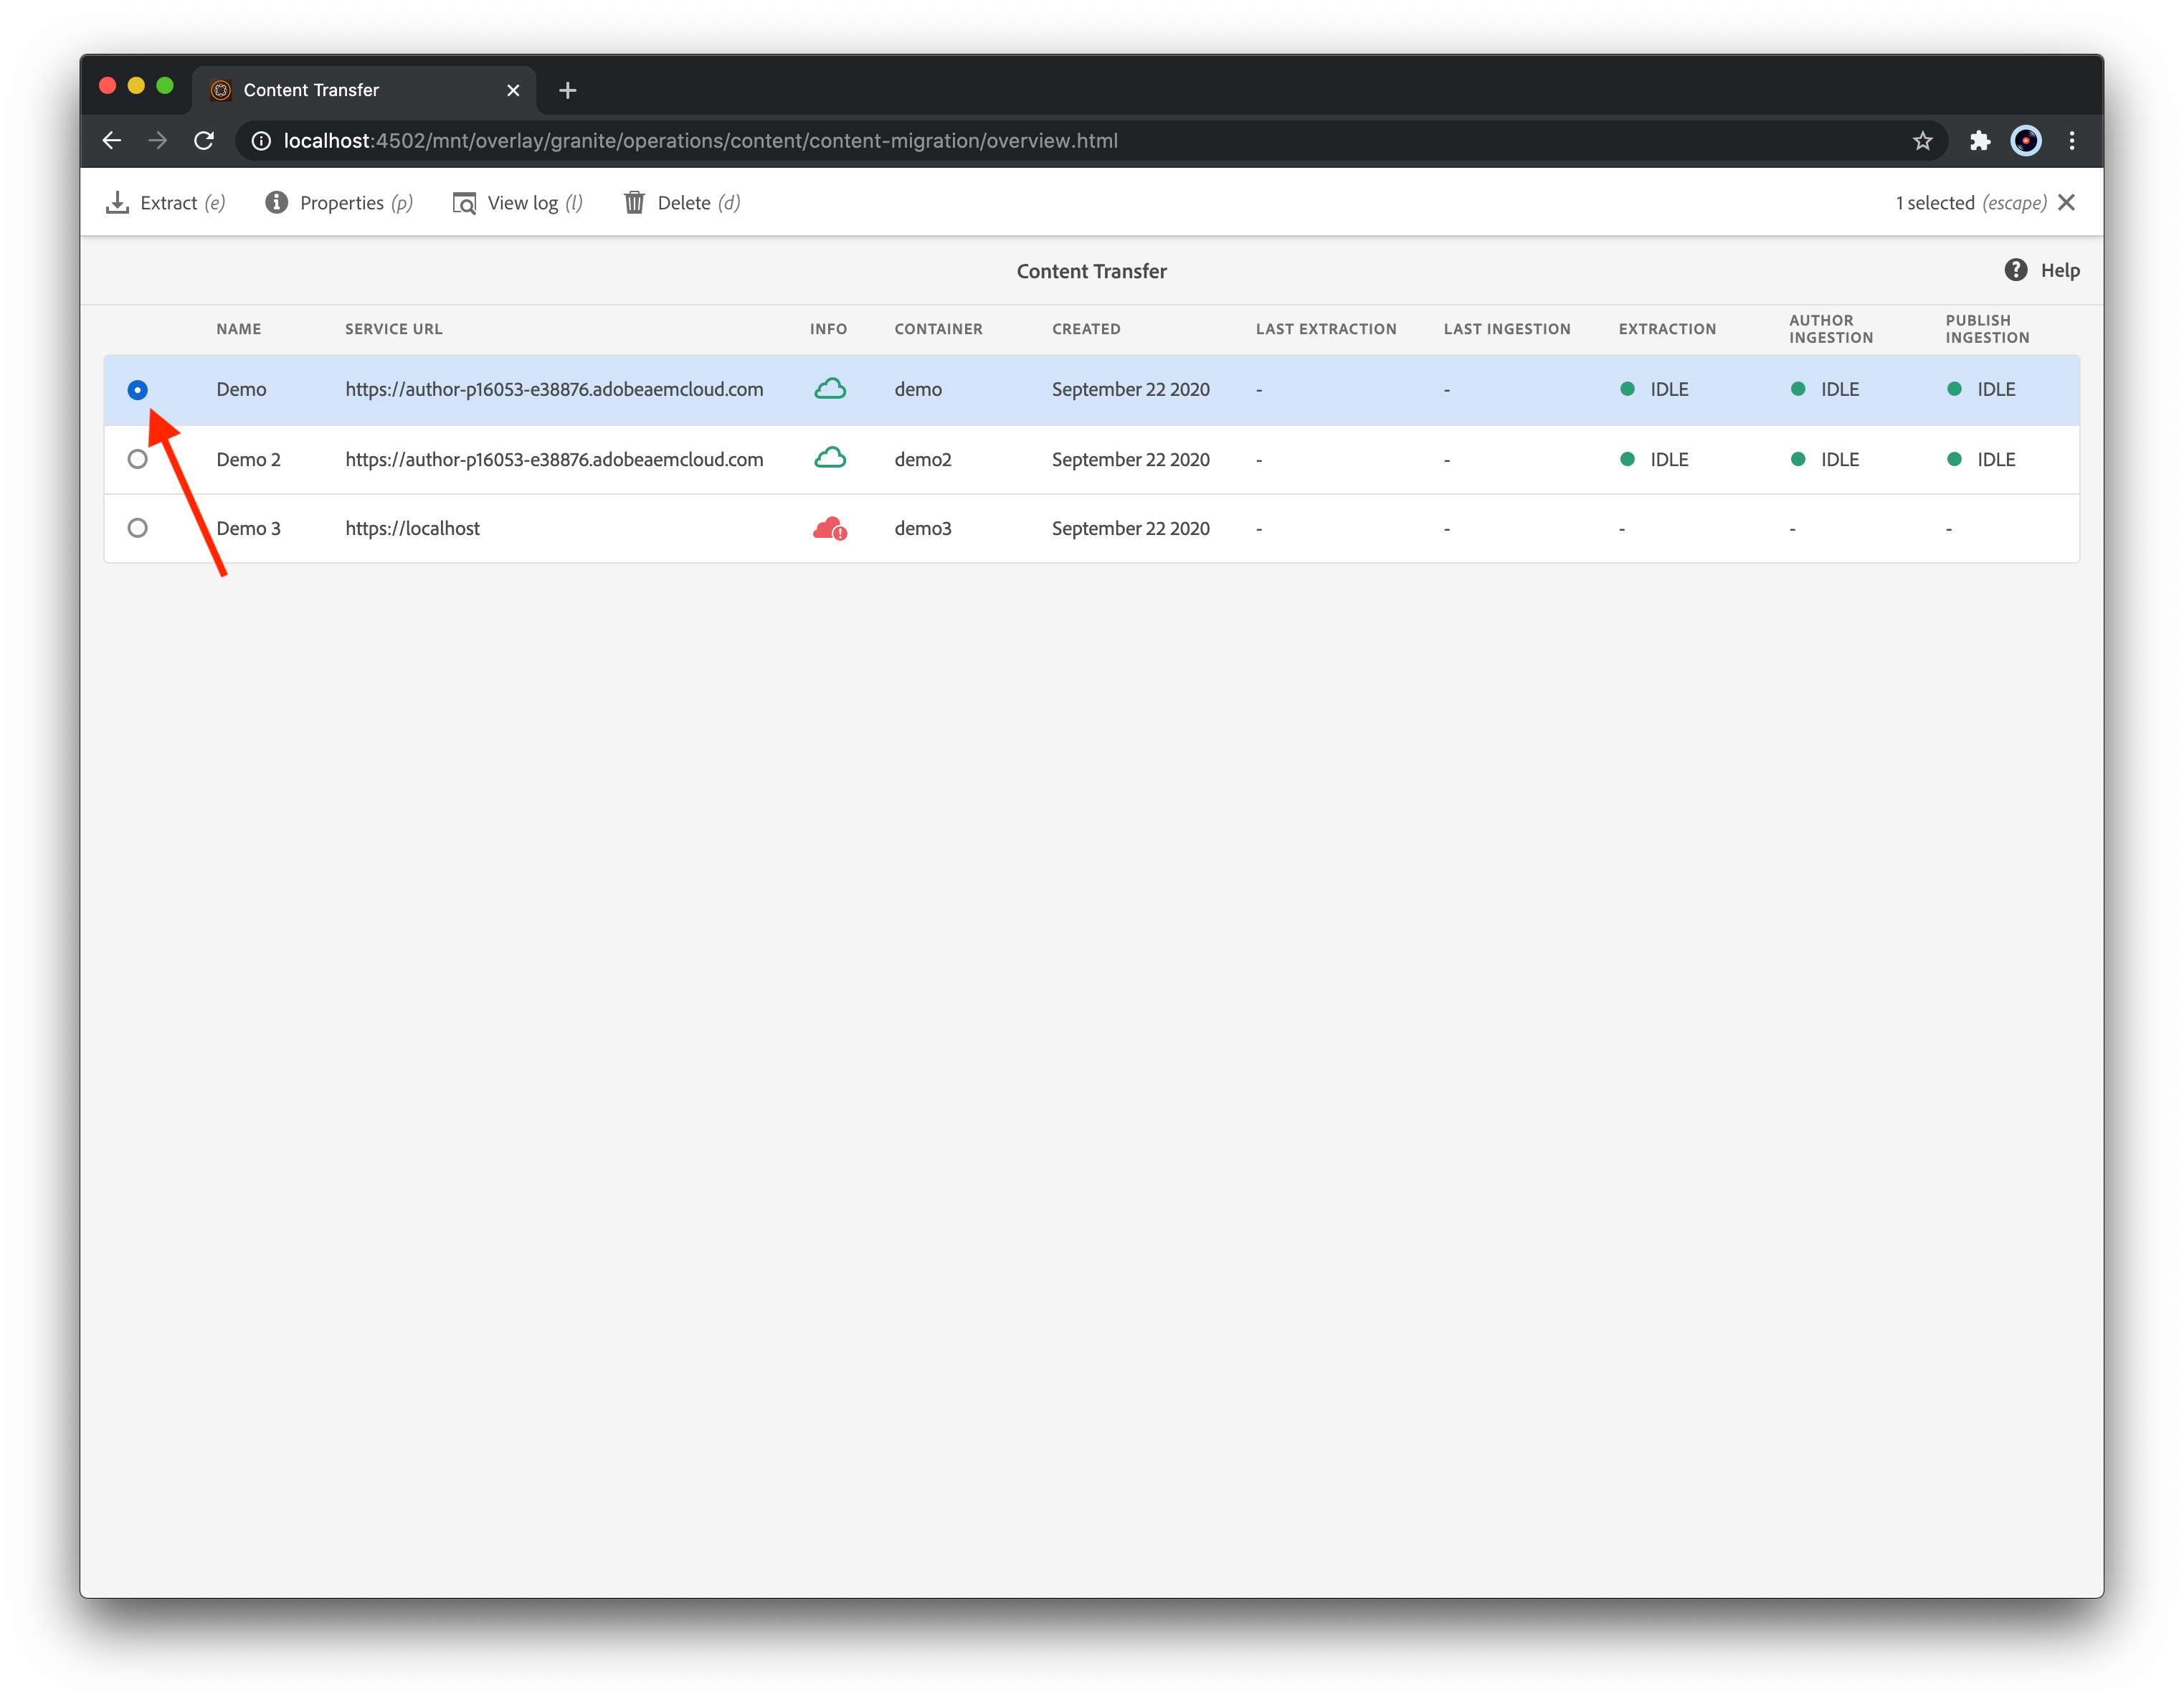 Content Transfer
localhost:4502/mnt/overlay/granite/operations/content/content-migration/overview.html
Extract (e) Properties (p) View log (l) Delete (d) 1 selected (escape)
Content Transfer Help
NAME SERVICE URL INFO CONTAINER CREATED LAST EXTRACTION LAST INGESTION EXTRACTION AUTHOR INGESTION PUBLISH INGESTION
Demo https://author-p16053-e38876.adobeaemcloud.com demo September 22 2020 - - IDLE IDLE IDLE
Demo 2 https://author-p16053-e38876.adobeaemcloud.com demo2 September 22 2020 - - IDLE IDLE IDLE
Demo 3 https://localhost demo3 September 22 2020 - - - - -